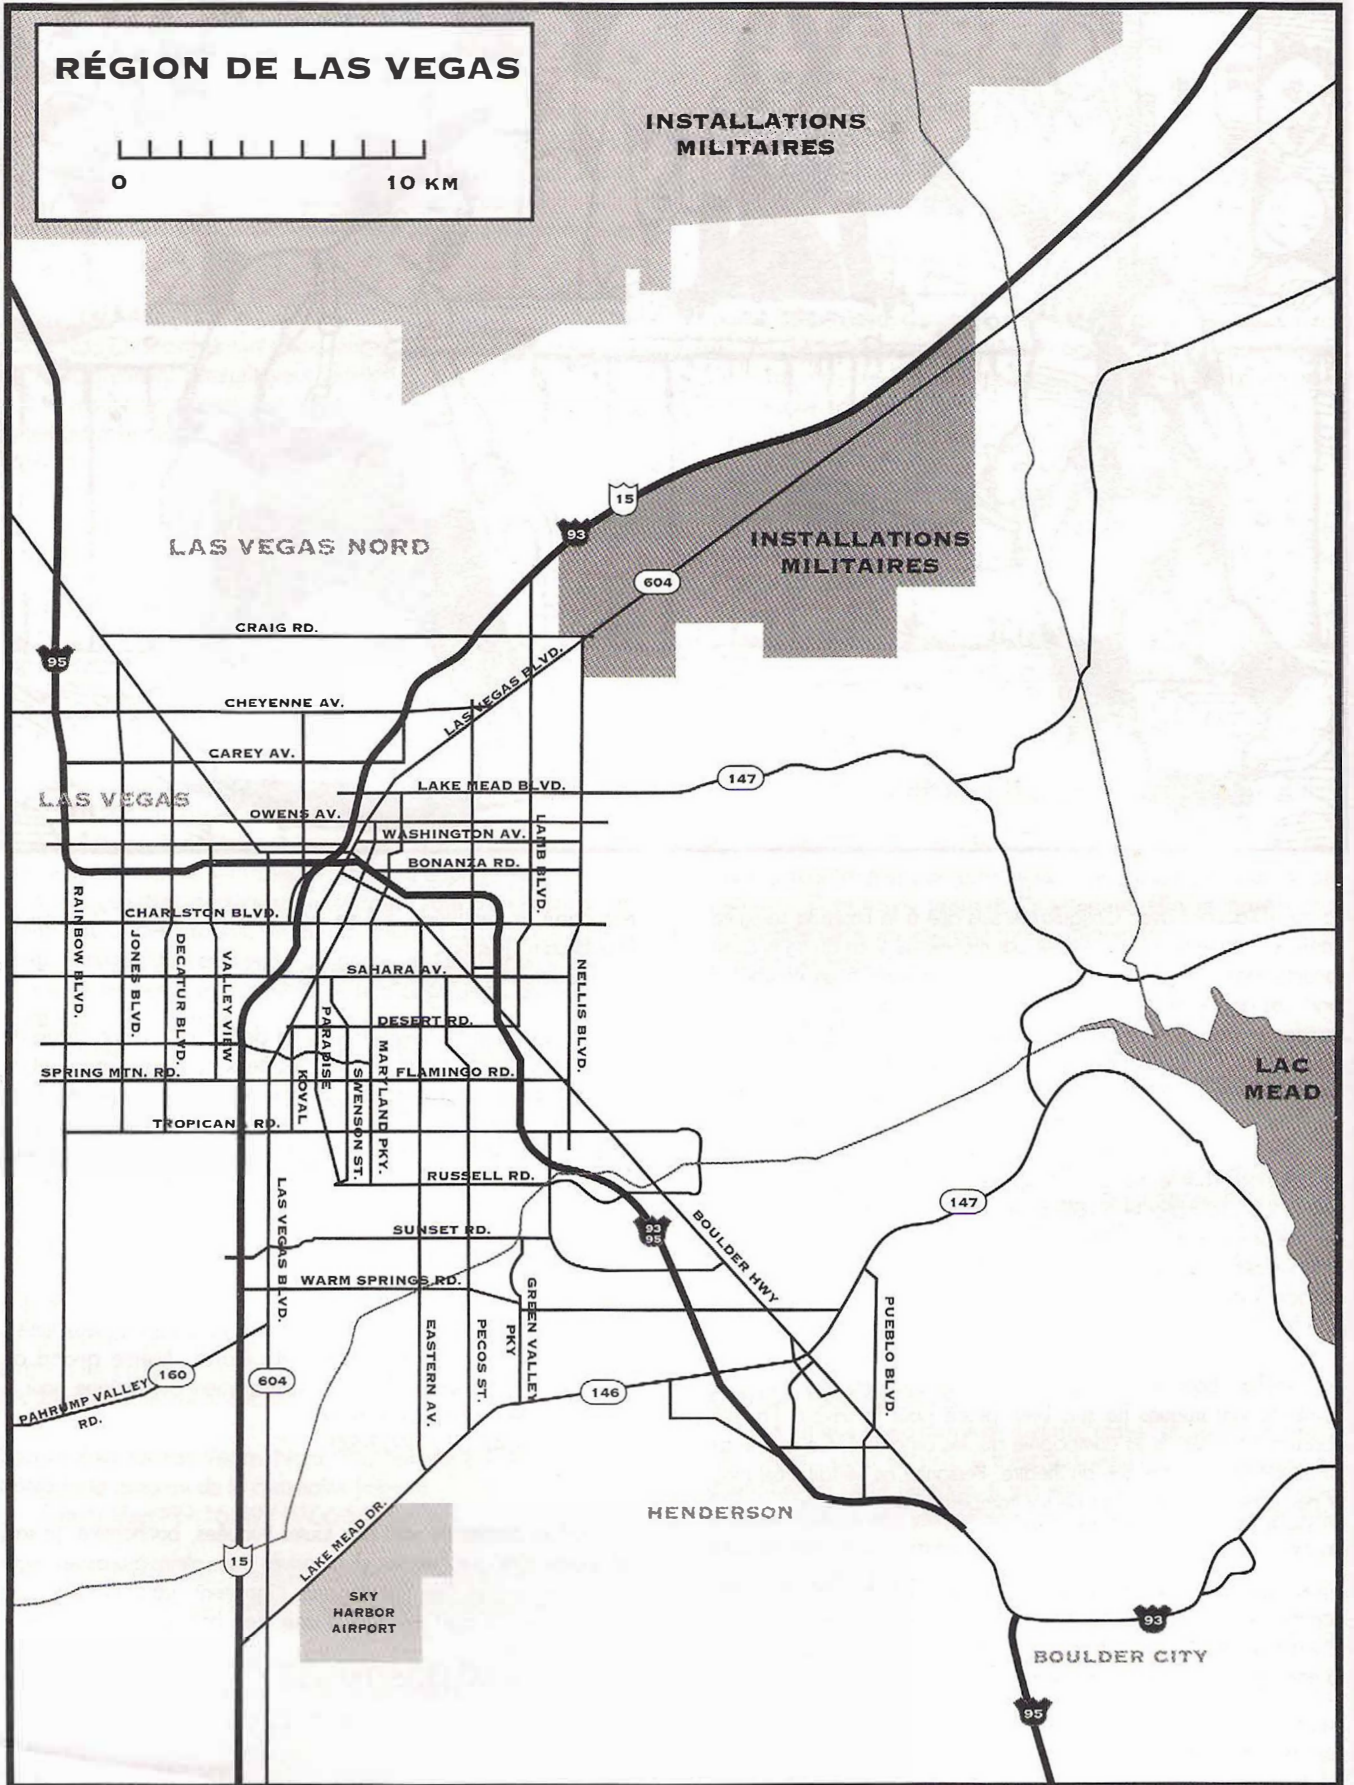 RÉGION DE LAS VEGAS
0 10 KM
INSTALLATIONS
MILITAIRES
15
93
INSTALLATIONS
MILITAIRES
LAS VEGAS NORD
604
CRAIG RD.
95
LAS VEGAS BLVD.
CHEYENNE AV.
CAREY AV.
147
LAKE MEAD BLVD.
LAS VEGAS
OWENS AV.
WASHINGTON AV.
LAMB BLVD.
BONANZA RD.
RAINBOW BLVD.
CHARLSTON BLVD.
JONES BLVD.
DECATUR BLVD.
VALLEY VIEW
SAHARA AV.
NELLIS BLVD.
PARADISE
DESERT RD.
MARYLAND PKY.
SPRING MTN. RD.
KOVAL
SWENSON ST.
FLAMINGO RD.
LAC
MEAD
TROPICANA RD.
RUSSELL RD.
LAS VEGAS BLVD.
147
SUNSET RD.
93
95
BOULDER HWY
WARM SPRINGS RD.
GREEN VALLEY
PKY
PUEBLO BLVD.
EASTERN AV.
PECOS ST.
160
604
146
PAHRUMP VALLEY
RD.
HENDERSON
LAKE MEAD DR.
15
SKY
HARBOR
AIRPORT
93
BOULDER CITY
95